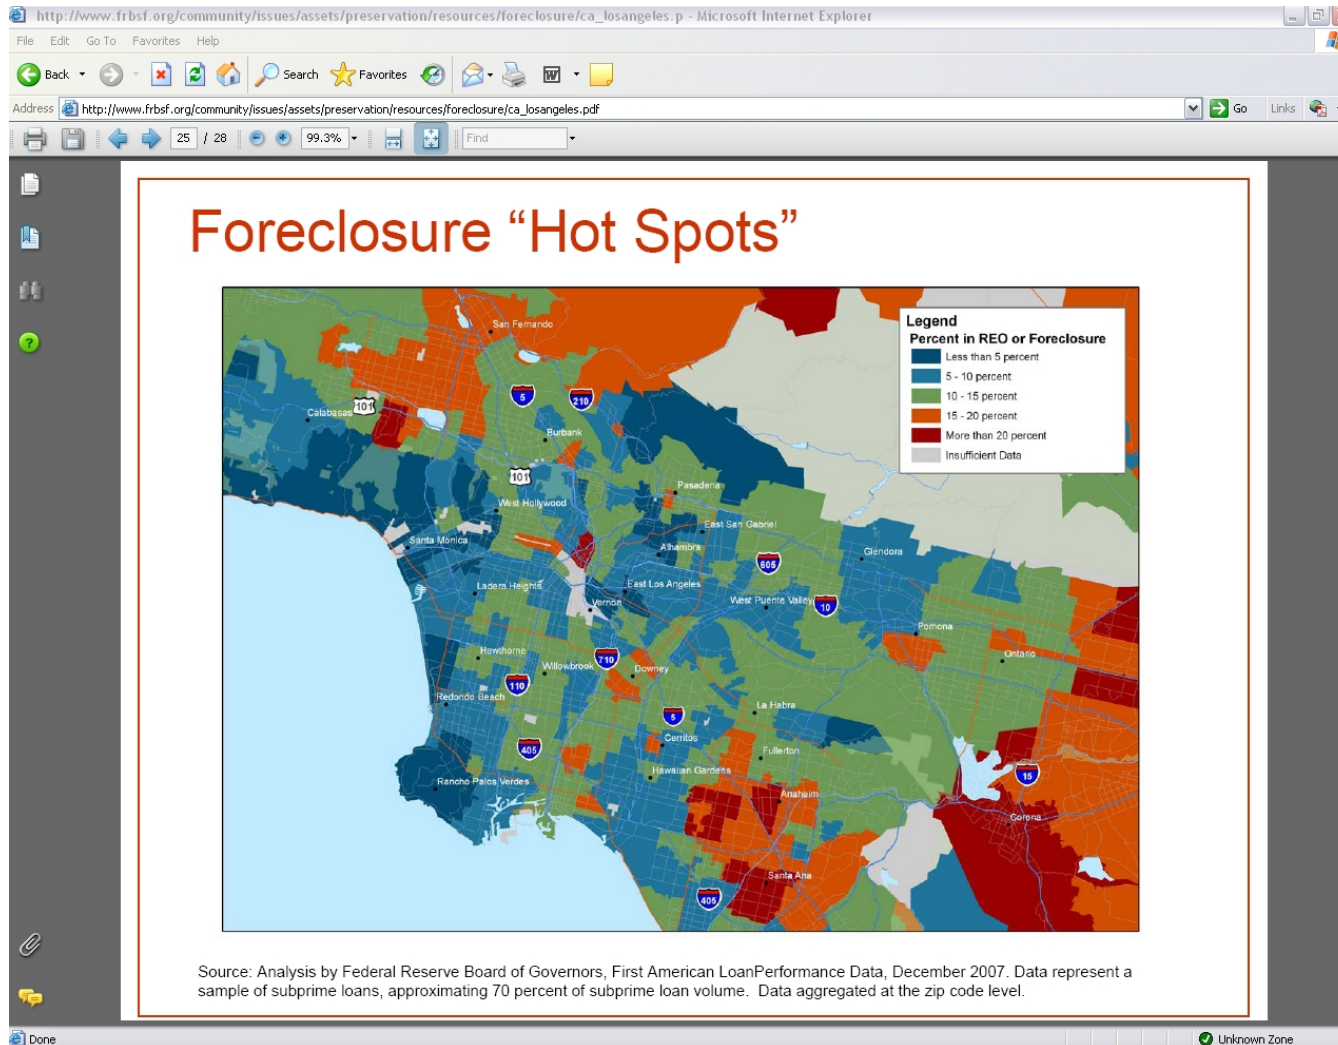 http://www.frbsf.org/community/issues/assets/preservation/resources/foreclosure/ca_losangeles.p - Microsoft Internet Explorer
File Edit Go To Favorites Help
Back Search Favorites
Address http://www.frbsf.org/community/issues/assets/preservation/resources/foreclosure/ca_losangeles.pdf Go Links
25 / 28 99.3% Find
Foreclosure “Hot Spots”
Legend
Percent in REO or Foreclosure
Less than 5 percent
5 - 10 percent
10 - 15 percent
15 - 20 percent
More than 20 percent
Insufficient Data
San Fernando
5
210
Calabasas
101
Burbank
101
Pasadena
West Hollywood
East San Gabriel
Santa Monica
Alhambra
Glendora
605
Ladera Heights
East Los Angeles
Vernon
West Puente Valley
10
Pomona
Hawthorne
Willowbrook
710
Downey
Ontario
110
Redondo Beach
La Habra
5
Cerritos
405
Fullerton
Hawaiian Gardens
15
Rancho Palos Verdes
Anaheim
Corona
Santa Ana
405
Source: Analysis by Federal Reserve Board of Governors, First American LoanPerformance Data, December 2007. Data represent a
sample of subprime loans, approximating 70 percent of subprime loan volume. Data aggregated at the zip code level.
Done Unknown Zone